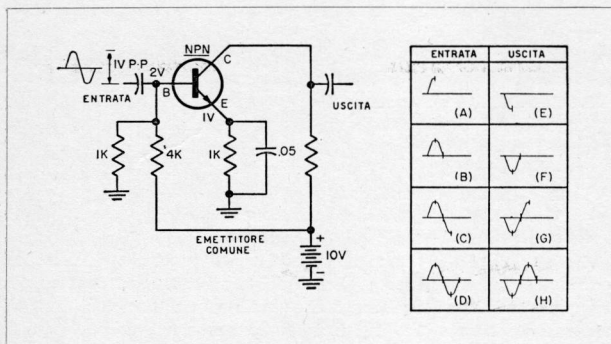 NPN
C
1V P-P
2V
B
E
1V
ENTRATA
USCITA
1K
4K
1K
.05
EMETTITORE
COMUNE
+
10V
-
ENTRATA USCITA
(A) (E)
(B) (F)
(C) (G)
(D) (H)